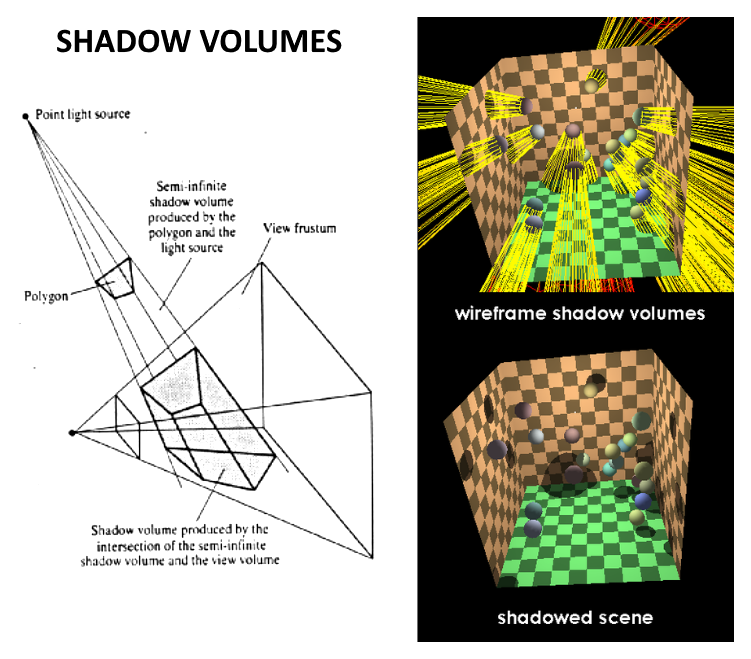 SHADOW VOLUMES
Point light source
Semi-infinite
shadow volume
produced by the
polygon and the
light source
View frustum
Polygon
Shadow volume produced by the
intersection of the semi-infinite
shadow volume and the view volume
wireframe shadow volumes
shadowed scene